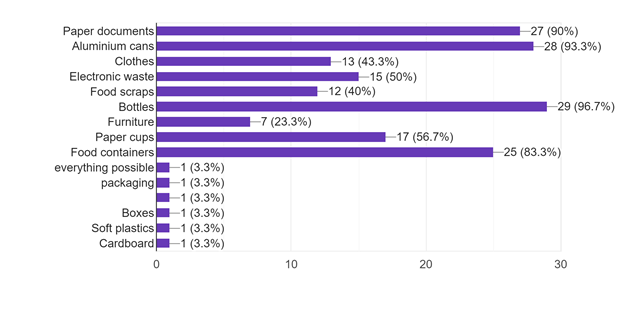 Paper documents 27 (90%)
Aluminium cans 28 (93.3%)
Clothes 13 (43.3%)
Electronic waste 15 (50%)
Food scraps 12 (40%)
Bottles 29 (96.7%)
Furniture 7 (23.3%)
Paper cups 17 (56.7%)
Food containers 25 (83.3%)
everything possible 1 (3.3%)
packaging 1 (3.3%)
1 (3.3%)
Boxes 1 (3.3%)
Soft plastics 1 (3.3%)
Cardboard 1 (3.3%)
0 10 20 30